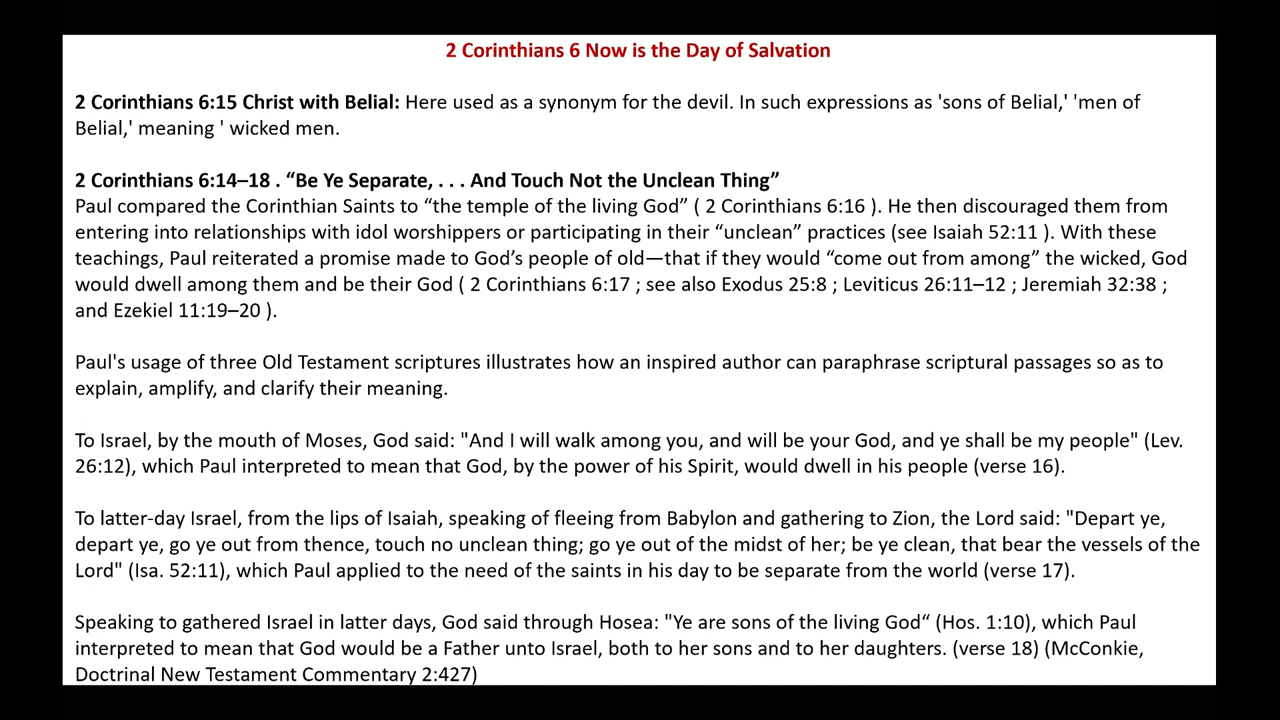 2 Corinthians 6 Now is the Day of Salvation
2 Corinthians 6:15 Christ with Belial: Here used as a synonym for the devil. In such expressions as 'sons of Belial,' 'men of
Belial,' meaning ' wicked men.
2 Corinthians 6:14–18 . “Be Ye Separate, . . . And Touch Not the Unclean Thing”
Paul compared the Corinthian Saints to “the temple of the living God” ( 2 Corinthians 6:16 ). He then discouraged them from
entering into relationships with idol worshippers or participating in their “unclean” practices (see Isaiah 52:11 ). With these
teachings, Paul reiterated a promise made to God’s people of old—that if they would “come out from among” the wicked, God
would dwell among them and be their God ( 2 Corinthians 6:17 ; see also Exodus 25:8 ; Leviticus 26:11–12 ; Jeremiah 32:38 ;
and Ezekiel 11:19–20 ).
Paul's usage of three Old Testament scriptures illustrates how an inspired author can paraphrase scriptural passages so as to
explain, amplify, and clarify their meaning.
To Israel, by the mouth of Moses, God said: "And I will walk among you, and will be your God, and ye shall be my people" (Lev.
26:12), which Paul interpreted to mean that God, by the power of his Spirit, would dwell in his people (verse 16).
To latter-day Israel, from the lips of Isaiah, speaking of fleeing from Babylon and gathering to Zion, the Lord said: "Depart ye,
depart ye, go ye out from thence, touch no unclean thing; go ye out of the midst of her; be ye clean, that bear the vessels of the
Lord" (Isa. 52:11), which Paul applied to the need of the saints in his day to be separate from the world (verse 17).
Speaking to gathered Israel in latter days, God said through Hosea: "Ye are sons of the living God“ (Hos. 1:10), which Paul
interpreted to mean that God would be a Father unto Israel, both to her sons and to her daughters. (verse 18) (McConkie,
Doctrinal New Testament Commentary 2:427)